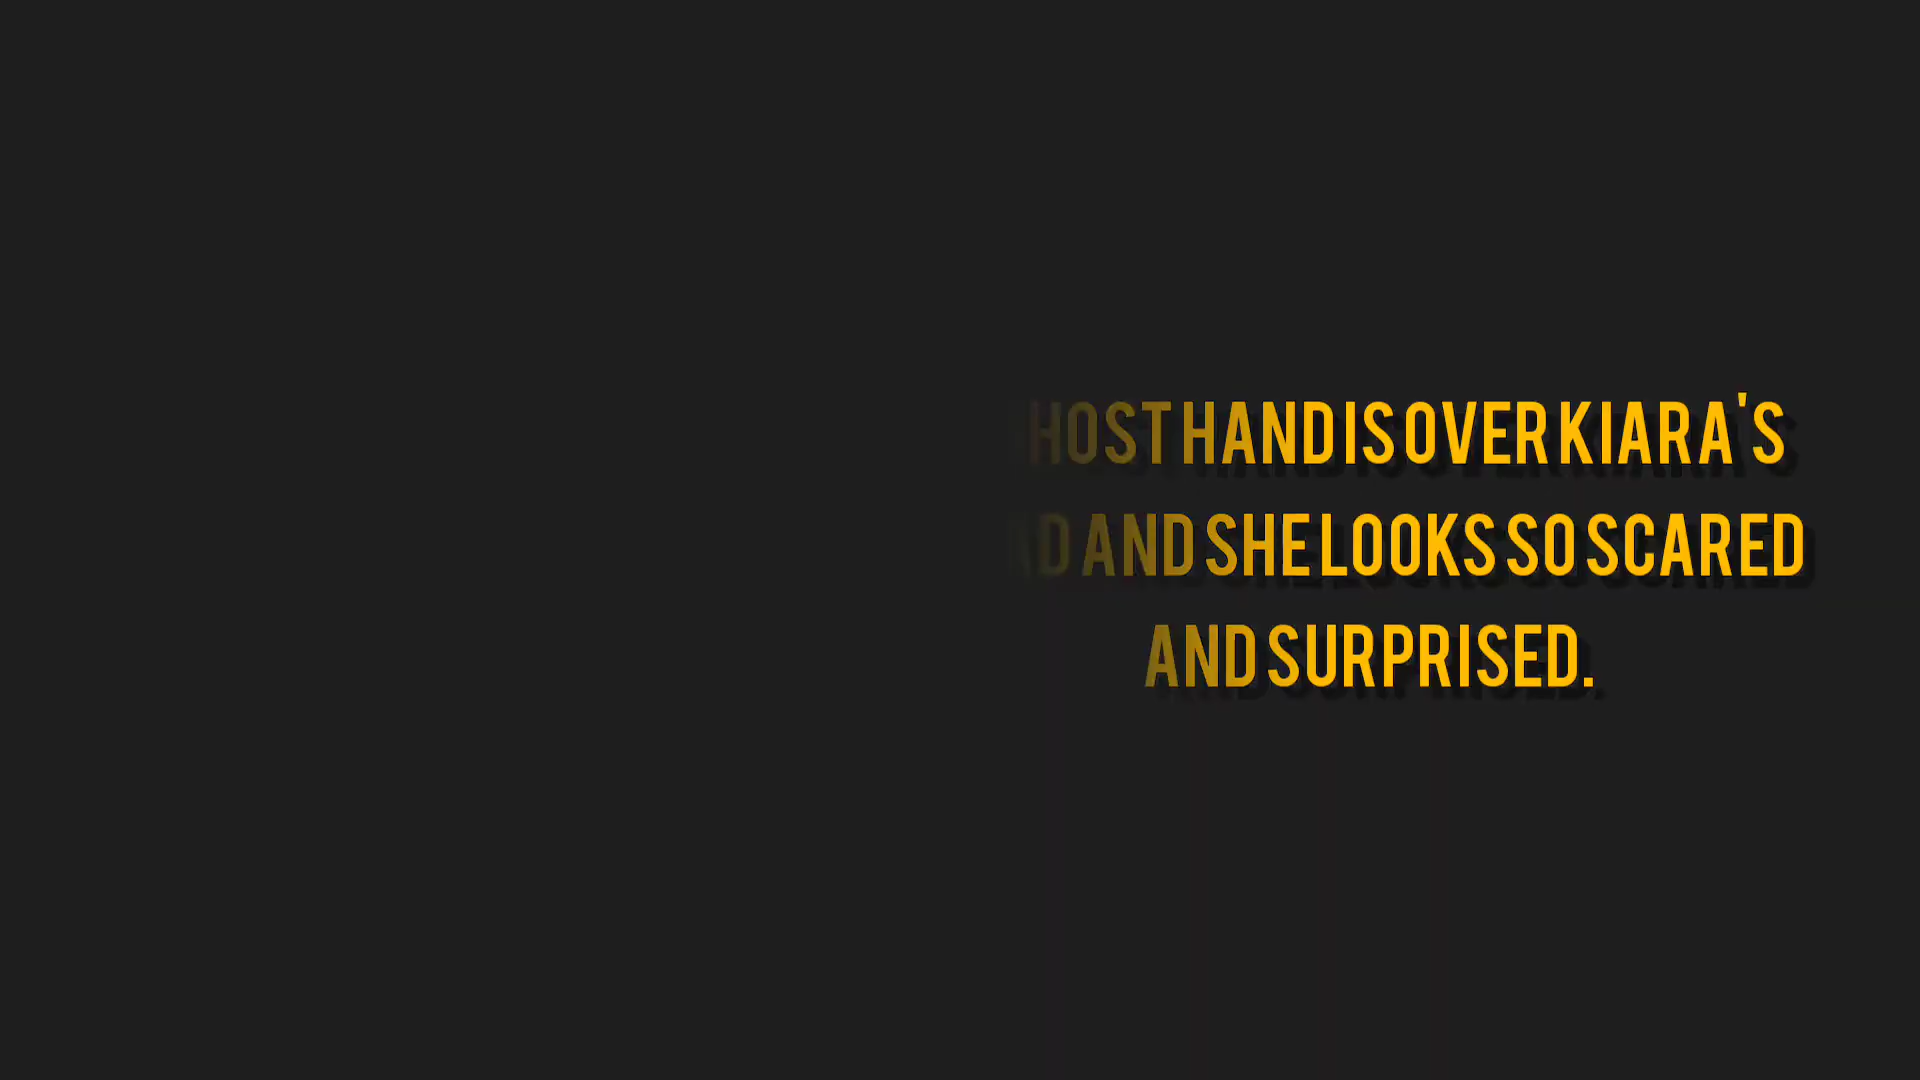 HOST HAND IS OVER KIARA'S
AND SHE LOOKS SO SCARED
AND SURPRISED.